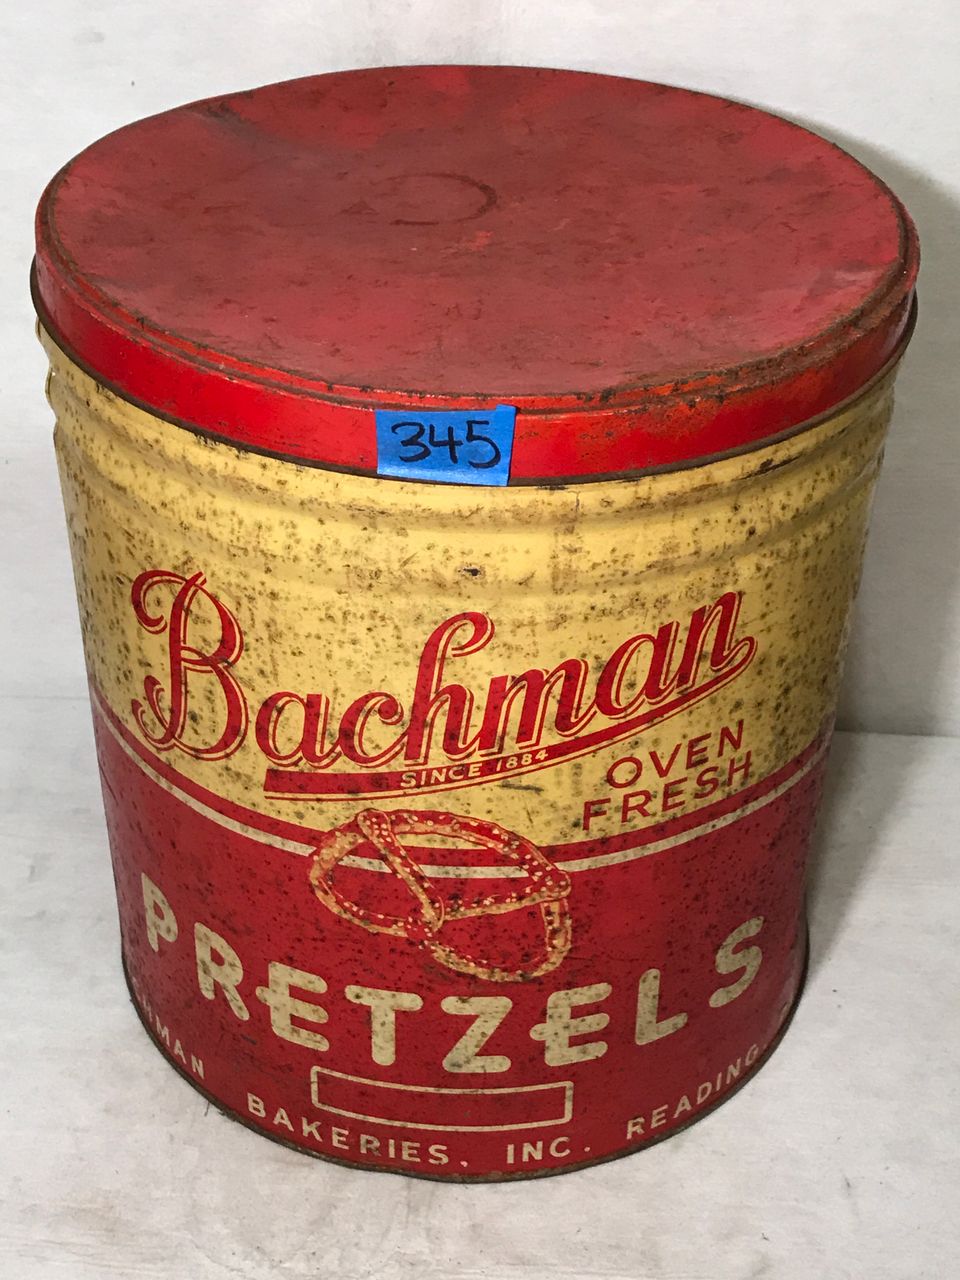 345
Bachman
SINCE 1884
OVEN
FRESH
PRETZELS
BAKERIES, INC. READING